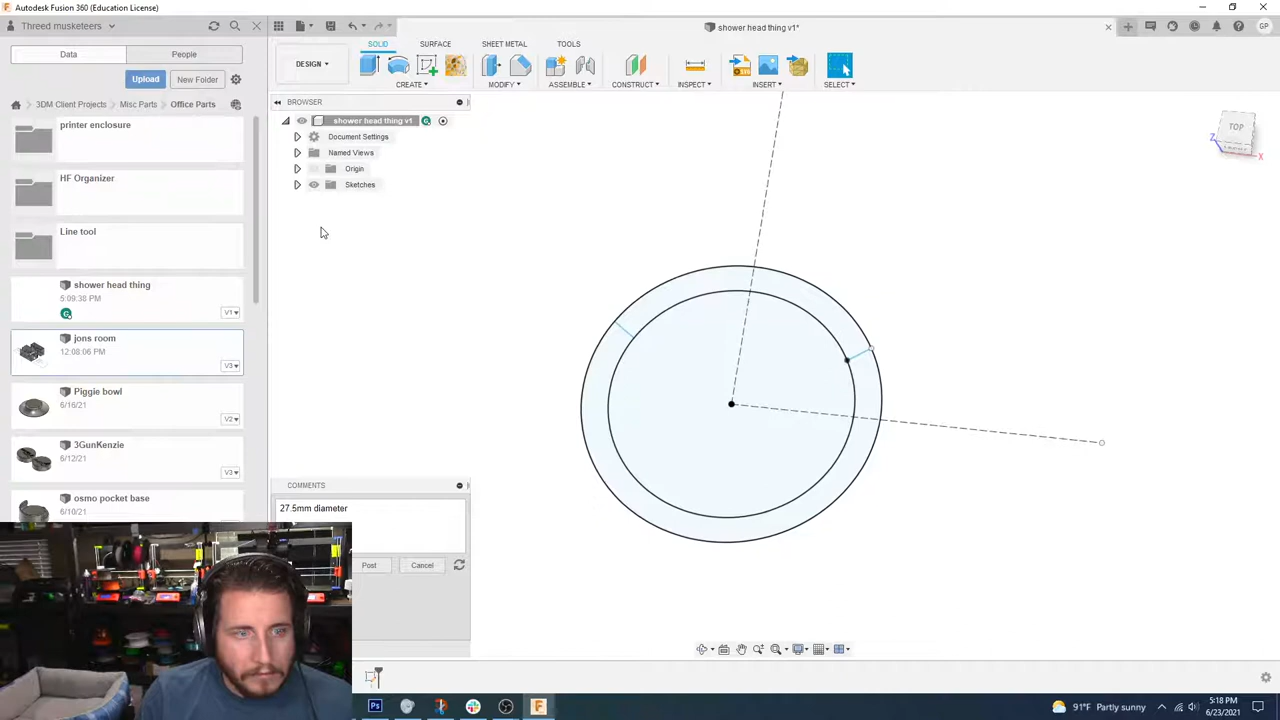 Autodesk Fusion 360 (Education License)
Threed musketeers
shower head thing v1*
GP
Data
People
Upload
New Folder
3DM Client Projects
Misc Parts
Office Parts
printer enclosure
HF Organizer
Line tool
shower head thing
5:09:38 PM
V1
jons room
12:08:06 PM
V3
Piggie bowl
6/16/21
V2
3GunKenzie
6/12/21
V3
osmo pocket base
6/10/21
SOLID
SURFACE
SHEET METAL
TOOLS
DESIGN
CREATE
MODIFY
ASSEMBLE
CONSTRUCT
INSPECT
INSERT
SELECT
BROWSER
shower head thing v1
Document Settings
Named Views
Origin
Sketches
TOP
Z
X
COMMENTS
27.5mm diameter
Post
Cancel
91°F Partly sunny
5:18 PM
6/23/2021